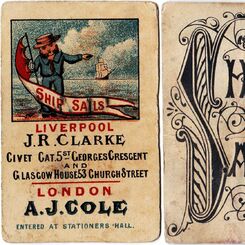 SHIP SAILS
LIVERPOOL
J.R. CLARKE
CIVET CAT. 5 ST GEORGES CRESCENT
AND
GLASGOW HOUSE 53 CHURCH STREET
LONDON
A.J. COLE
ENTERED AT STATIONERS HALL.